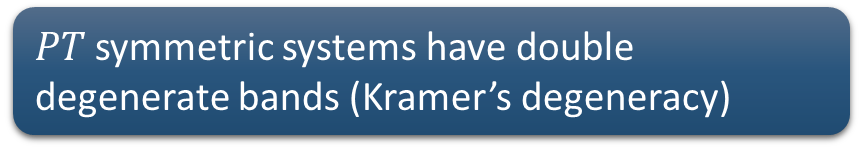 PT symmetric systems have double
degenerate bands (Kramer’s degeneracy)